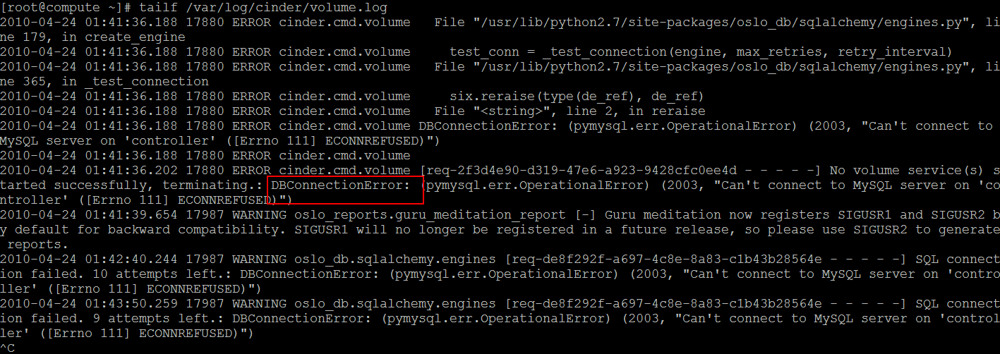 [root@compute ~]# tailf /var/log/cinder/volume.log
2010-04-24 01:41:36.188 17880 ERROR cinder.cmd.volume   File "/usr/lib/python2.7/site-packages/oslo_db/sqlalchemy/engines.py", li
ne 179, in create_engine
2010-04-24 01:41:36.188 17880 ERROR cinder.cmd.volume     test_conn = _test_connection(engine, max_retries, retry_interval)
2010-04-24 01:41:36.188 17880 ERROR cinder.cmd.volume   File "/usr/lib/python2.7/site-packages/oslo_db/sqlalchemy/engines.py", li
ne 365, in _test_connection
2010-04-24 01:41:36.188 17880 ERROR cinder.cmd.volume     six.reraise(type(de_ref), de_ref)
2010-04-24 01:41:36.188 17880 ERROR cinder.cmd.volume   File "<string>", line 2, in reraise
2010-04-24 01:41:36.188 17880 ERROR cinder.cmd.volume DBConnectionError: (pymysql.err.OperationalError) (2003, "Can't connect to
MySQL server on 'controller' ([Errno 111] ECONNREFUSED)")
2010-04-24 01:41:36.188 17880 ERROR cinder.cmd.volume
2010-04-24 01:41:36.202 17880 ERROR cinder.cmd.volume [req-2f3d4e90-d319-47e6-a923-9428cfc0ee4d - - - - -] No volume service(s) s
tarted successfully, terminating.: DBConnectionError: (pymysql.err.OperationalError) (2003, "Can't connect to MySQL server on 'co
ntroller' ([Errno 111] ECONNREFUSED)")
2010-04-24 01:41:39.654 17987 WARNING oslo_reports.guru_meditation_report [-] Guru meditation now registers SIGUSR1 and SIGUSR2 b
y default for backward compatibility. SIGUSR1 will no longer be registered in a future release, so please use SIGUSR2 to generate
 reports.
2010-04-24 01:42:40.244 17987 WARNING oslo_db.sqlalchemy.engines [req-de8f292f-a697-4c8e-8a83-c1b43b28564e - - - - -] SQL connect
ion failed. 10 attempts left.: DBConnectionError: (pymysql.err.OperationalError) (2003, "Can't connect to MySQL server on 'contro
ller' ([Errno 111] ECONNREFUSED)")
2010-04-24 01:43:50.259 17987 WARNING oslo_db.sqlalchemy.engines [req-de8f292f-a697-4c8e-8a83-c1b43b28564e - - - - -] SQL connect
ion failed. 9 attempts left.: DBConnectionError: (pymysql.err.OperationalError) (2003, "Can't connect to MySQL server on 'control
ler' ([Errno 111] ECONNREFUSED)")
^C